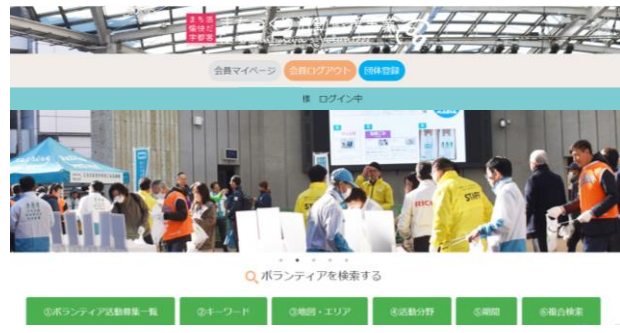 会員マイページ 会員ログアウト 団体登録
様 ログイン中
START
ボランティアを検索する
①ボランティア活動募集一覧 ②キーワード ③地図・エリア ④活動分野 ⑤期間 ⑥複合検索